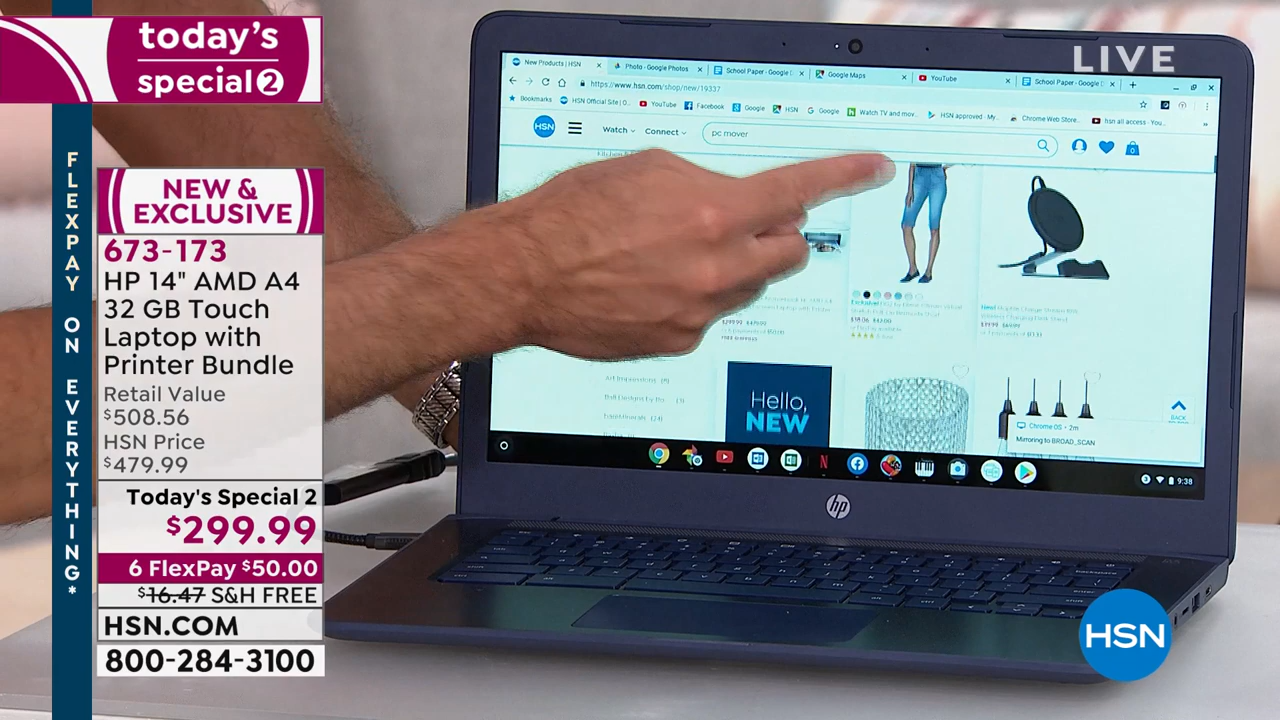 today's
special 2
LIVE
FLEXPAY ON EVERYTHING*
NEW &
EXCLUSIVE
673-173
HP 14" AMD A4
32 GB Touch
Laptop with
Printer Bundle
Retail Value
$508.56
HSN Price
$479.99
Today's Special 2
$299.99
6 FlexPay $50.00
$16.47 S&H FREE
HSN.COM
800-284-3100
New Products | HSN
Photo - Google Photos
School Paper - Google D
Google Maps
YouTube
School Paper - Google D
https://www.hsn.com/shop/new/19337
Bookmarks
HSN Official Site | O..
YouTube
Facebook
Google
HSN
Google
Watch TV and mov..
HSN approved - My..
Chrome Web Store..
hsn all access - You..
HSN
Watch
Connect
pc mover
0
Hello,
NEW
BACK
Chrome OS • 2m
Mirroring to BROAD_SCAN
3
9:38
hp
HSN